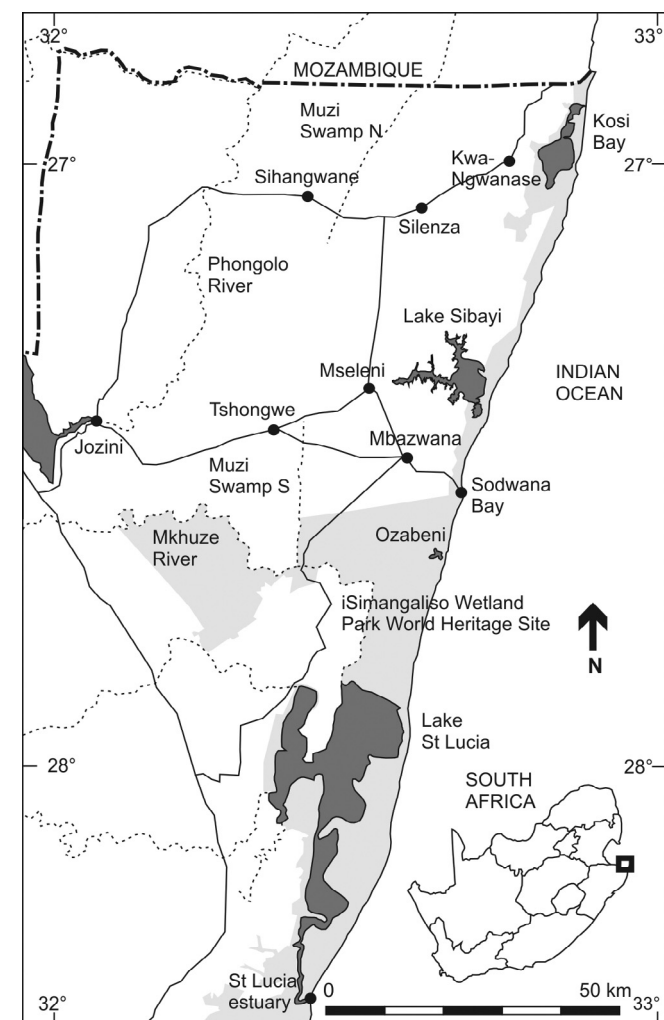 32°
33°
MOZAMBIQUE
Muzi
Swamp N
Kosi
Bay
27°
27°
Kwa-
Ngwanase
Sihangwane
Silenza
Phongolo
River
Lake Sibayi
INDIAN
OCEAN
Mseleni
Tshongwe
Mbazwana
Jozini
Muzi
Swamp S
Sodwana
Bay
Ozabeni
Mkhuze
River
iSimangaliso Wetland
Park World Heritage Site
N
Lake
St Lucia
28°
28°
SOUTH
AFRICA
St Lucia
estuary
0
50 km
32°
33°